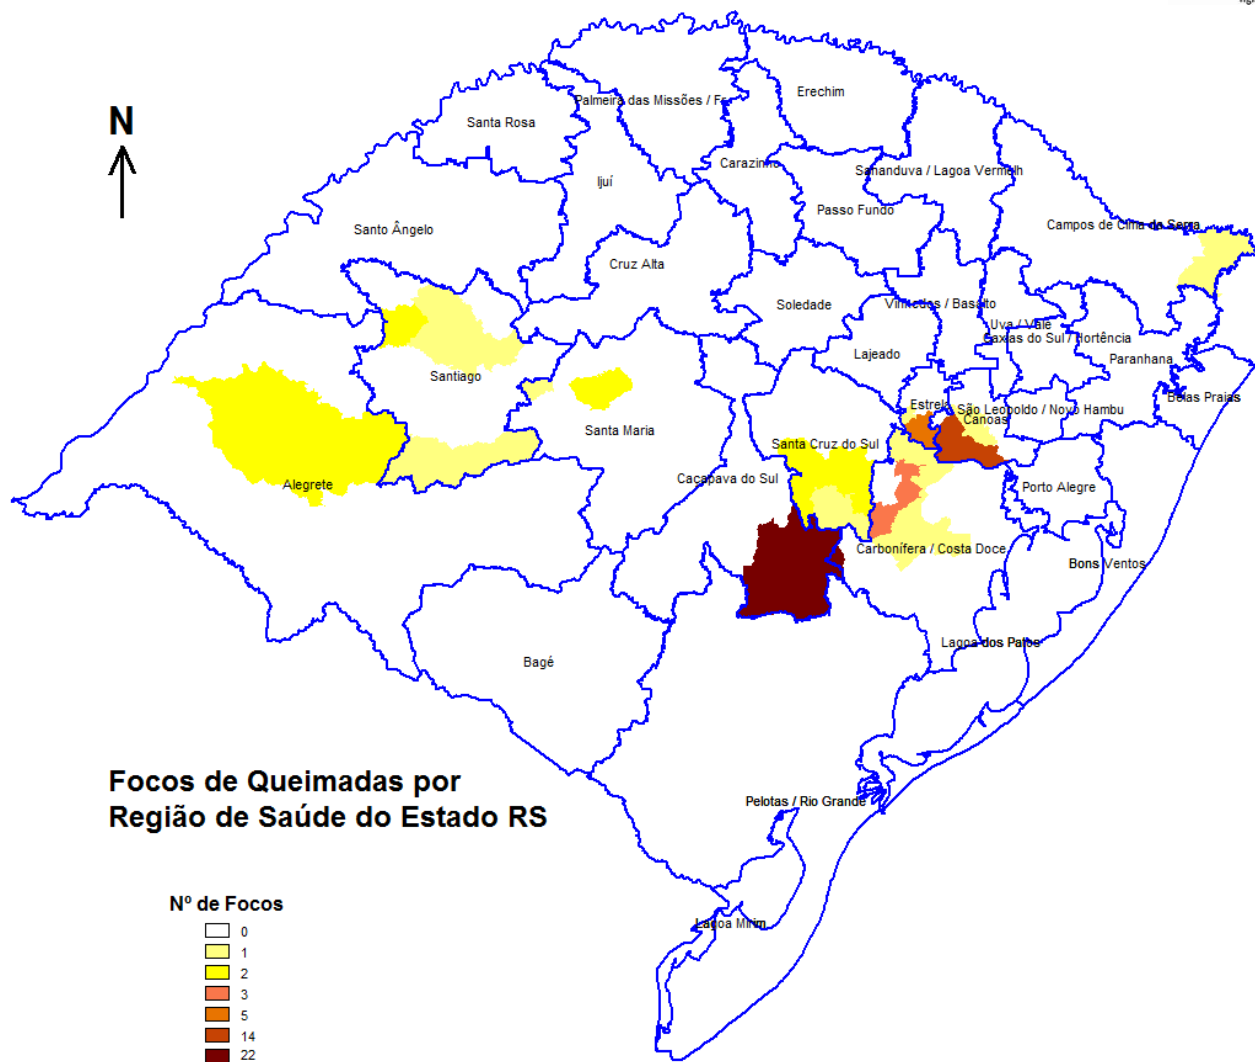 N
Palmeira das Missões / Fr
Erechim
Santa Rosa
Carazinho
Sananduva / Lagoa Vermelh
Ijuí
Passo Fundo
Santo Ângelo
Campos de Cima da Serra
Cruz Alta
Soledade
Vinhedos / Basalto
Uva / Vale
Caxias do Sul / Hortência
Lajeado
Paranhana
Santiago
Belas Praias
Estrela
São Leopoldo / Novo Hambu
Canoas
Santa Maria
Santa Cruz do Sul
Caçapava do Sul
Alegrete
Porto Alegre
Carbonífera / Costa Doce
Bons Ventos
Lagoa dos Patos
Bagé
Focos de Queimadas por
Região de Saúde do Estado RS
Pelotas / Rio Grande
Nº de Focos
Lagoa Mirim
0
1
2
3
5
14
22